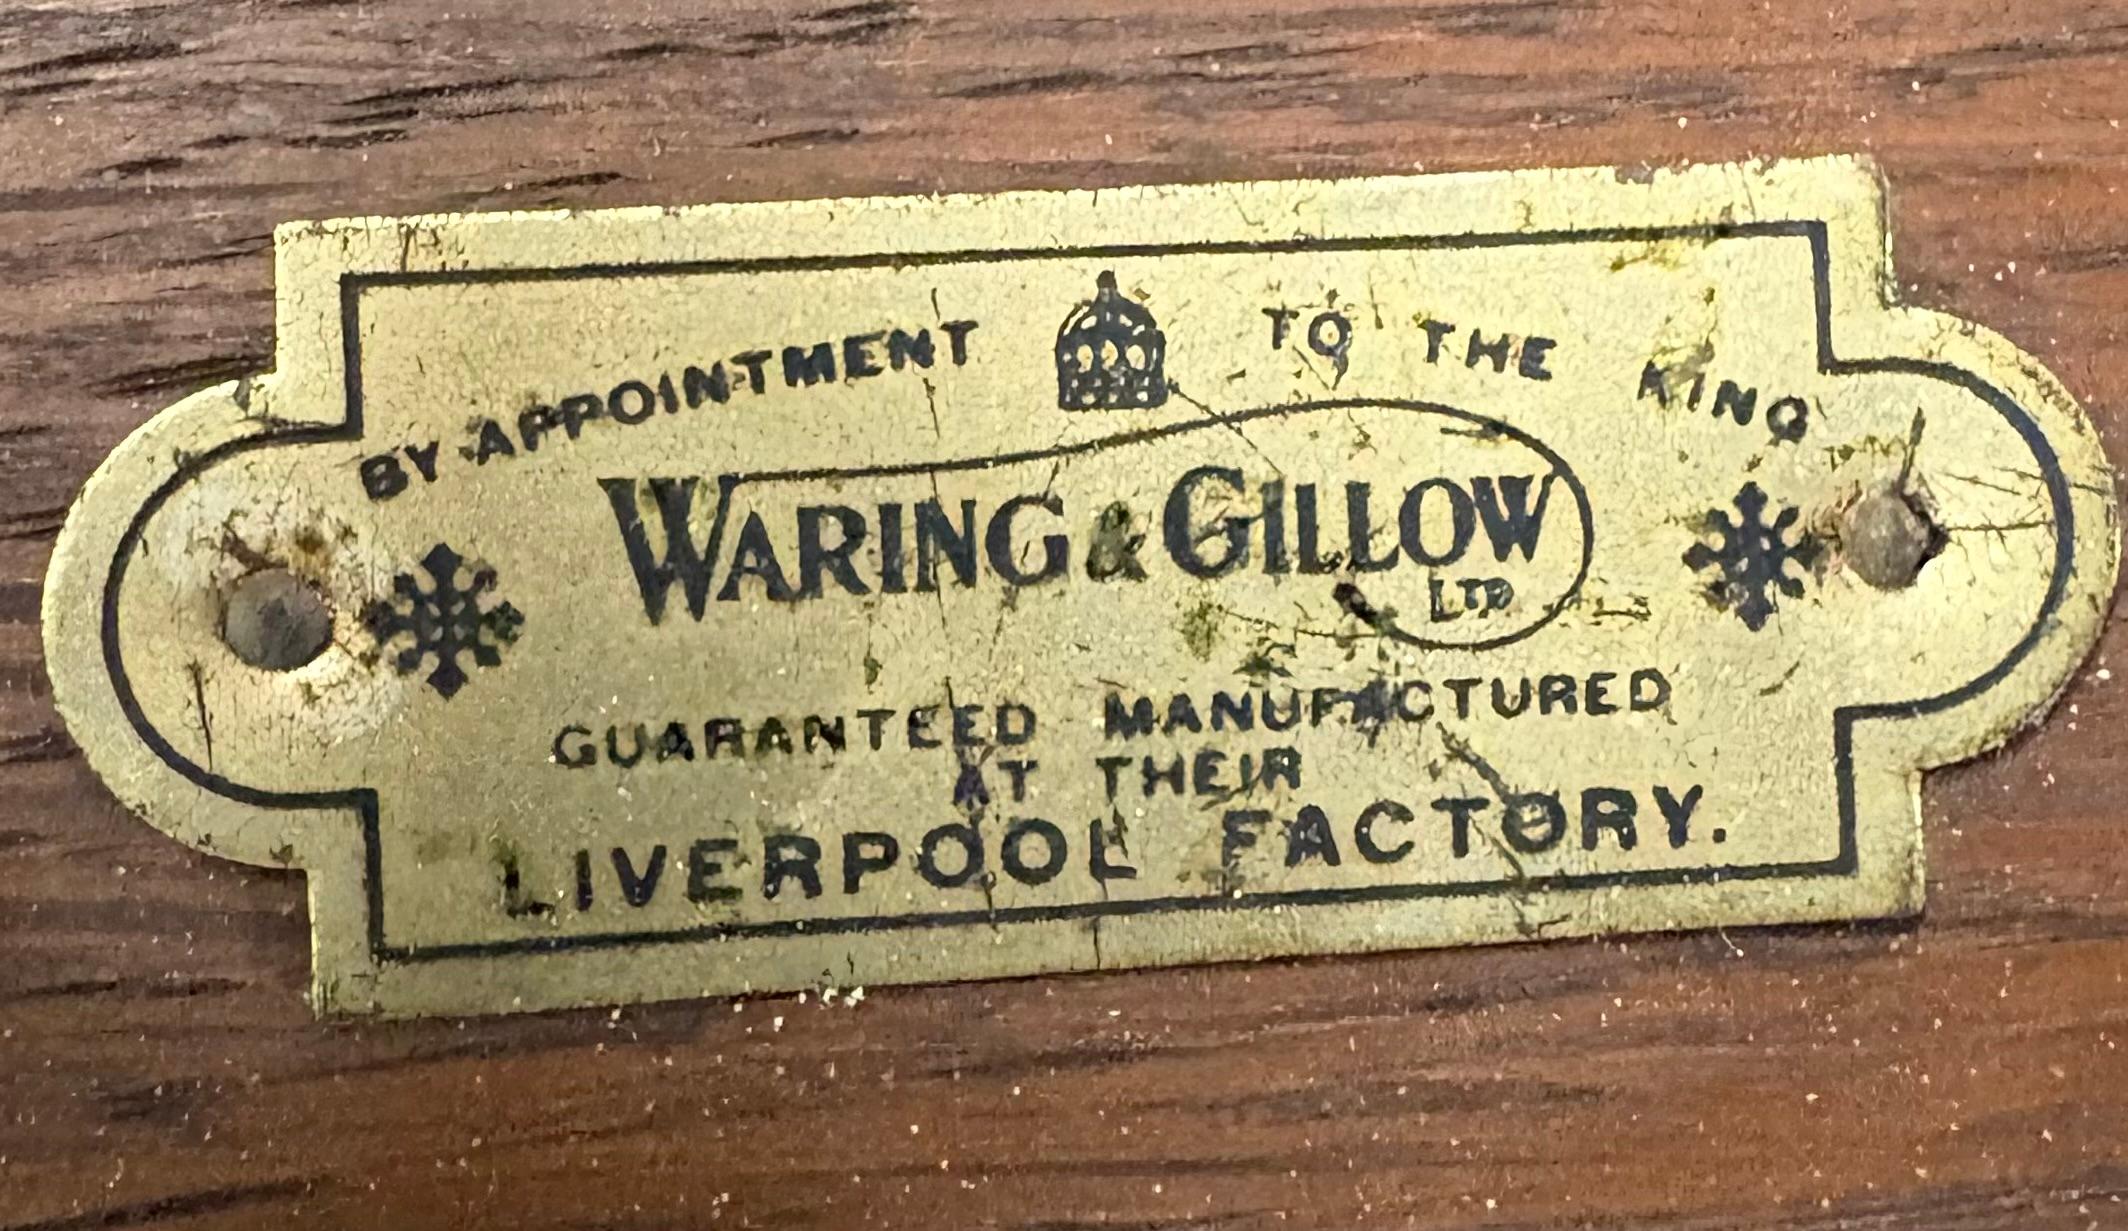 BY APPOINTMENT TO THE KING
WARING & GILLOW
LTD
GUARANTEED MANUFACTURED
AT THEIR
LIVERPOOL FACTORY.